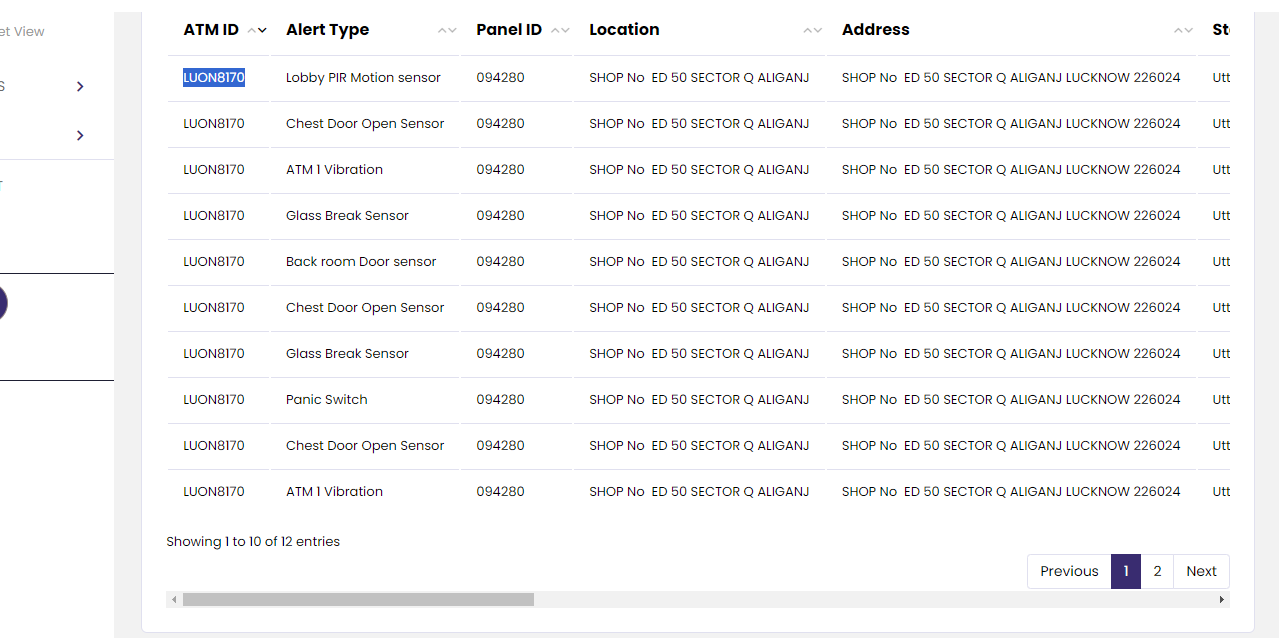 et View
ATM ID Alert Type Panel ID Location Address St
LUON8170 Lobby PIR Motion sensor 094280 SHOP No ED 50 SECTOR Q ALIGANJ SHOP No ED 50 SECTOR Q ALIGANJ LUCKNOW 226024 Utt
S
LUON8170 Chest Door Open Sensor 094280 SHOP No ED 50 SECTOR Q ALIGANJ SHOP No ED 50 SECTOR Q ALIGANJ LUCKNOW 226024 Utt
LUON8170 ATM 1 Vibration 094280 SHOP No ED 50 SECTOR Q ALIGANJ SHOP No ED 50 SECTOR Q ALIGANJ LUCKNOW 226024 Utt
T
LUON8170 Glass Break Sensor 094280 SHOP No ED 50 SECTOR Q ALIGANJ SHOP No ED 50 SECTOR Q ALIGANJ LUCKNOW 226024 Utt
LUON8170 Back room Door sensor 094280 SHOP No ED 50 SECTOR Q ALIGANJ SHOP No ED 50 SECTOR Q ALIGANJ LUCKNOW 226024 Utt
LUON8170 Chest Door Open Sensor 094280 SHOP No ED 50 SECTOR Q ALIGANJ SHOP No ED 50 SECTOR Q ALIGANJ LUCKNOW 226024 Utt
LUON8170 Glass Break Sensor 094280 SHOP No ED 50 SECTOR Q ALIGANJ SHOP No ED 50 SECTOR Q ALIGANJ LUCKNOW 226024 Utt
LUON8170 Panic Switch 094280 SHOP No ED 50 SECTOR Q ALIGANJ SHOP No ED 50 SECTOR Q ALIGANJ LUCKNOW 226024 Utt
LUON8170 Chest Door Open Sensor 094280 SHOP No ED 50 SECTOR Q ALIGANJ SHOP No ED 50 SECTOR Q ALIGANJ LUCKNOW 226024 Utt
LUON8170 ATM 1 Vibration 094280 SHOP No ED 50 SECTOR Q ALIGANJ SHOP No ED 50 SECTOR Q ALIGANJ LUCKNOW 226024 Utt
Showing 1 to 10 of 12 entries
Previous 1 2 Next